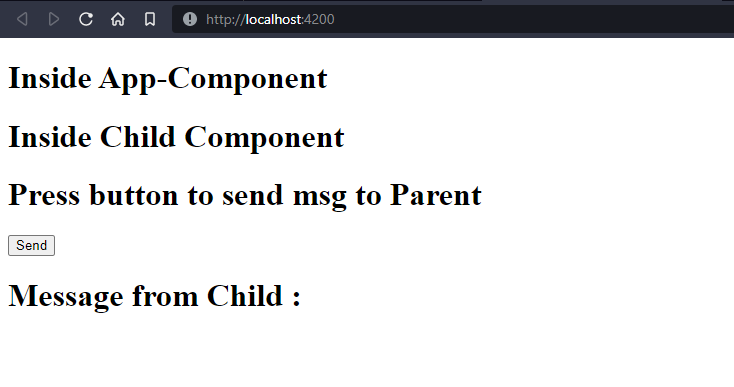 http://localhost:4200
Inside App-Component
Inside Child Component
Press button to send msg to Parent
Send
Message from Child :